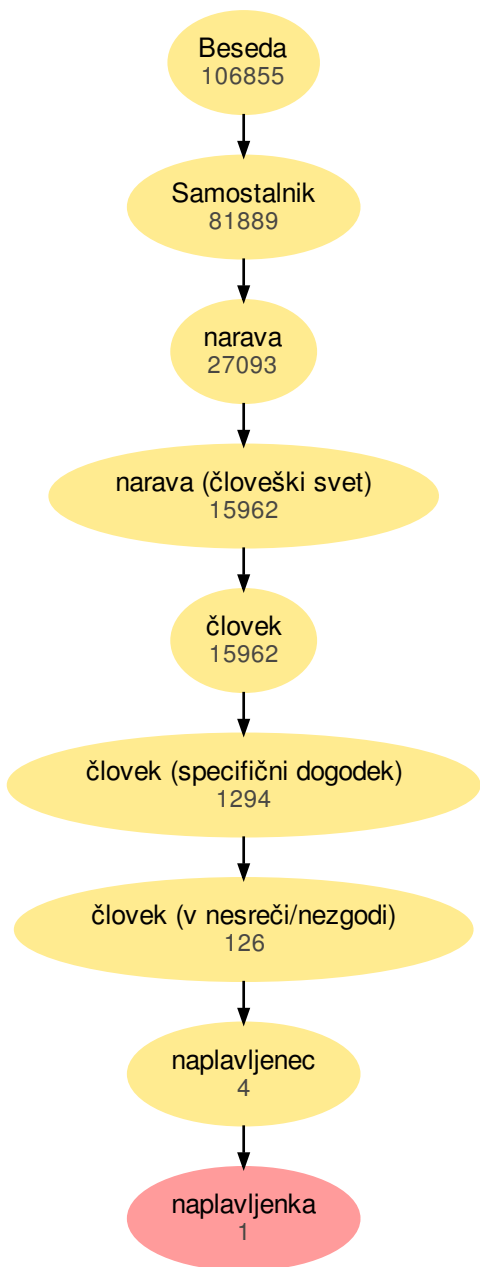 Beseda
106855
Samostalnik
81889
narava
27093
narava (človeški svet)
15962
človek
15962
človek (specifični dogodek)
1294
človek (v nesreči/nezgodi)
126
naplavljenec
4
naplavljenka
1